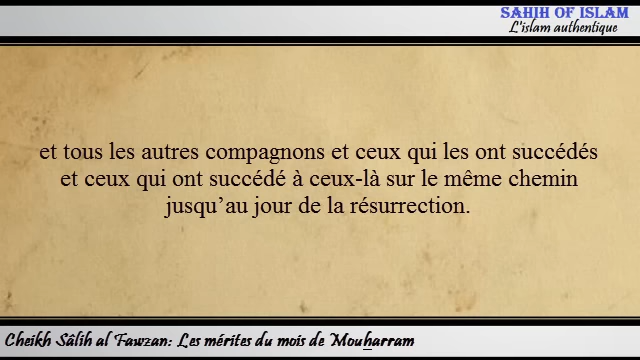 SAHIH OF ISLAM
L'islam authentique
et tous les autres compagnons et ceux qui les ont succédés
et ceux qui ont succédé à ceux-là sur le même chemin
jusqu’au jour de la résurrection.
Cheikh Sâlih al Fawzan: Les mérites du mois de Mouẖarram